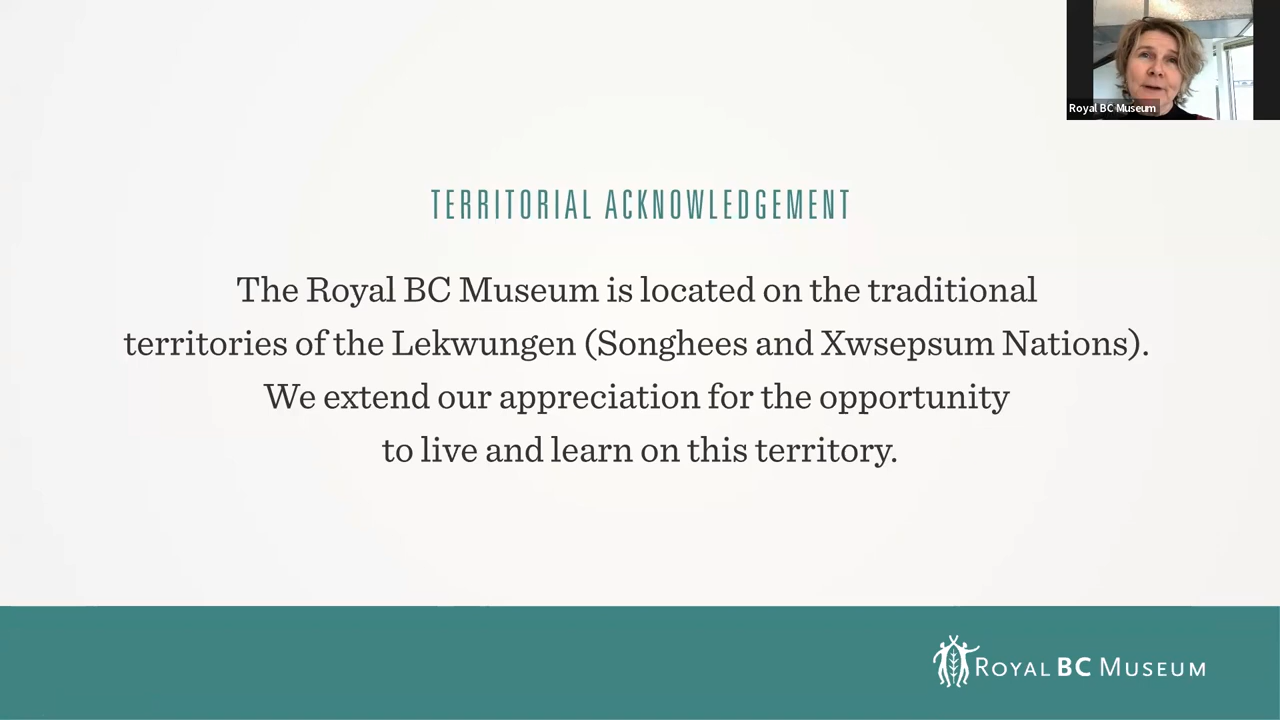 Royal BC Museum
TERRITORIAL ACKNOWLEDGEMENT
The Royal BC Museum is located on the traditional
territories of the Lekwungen (Songhees and Xwsepsum Nations).
We extend our appreciation for the opportunity
to live and learn on this territory.
ROYAL BC MUSEUM